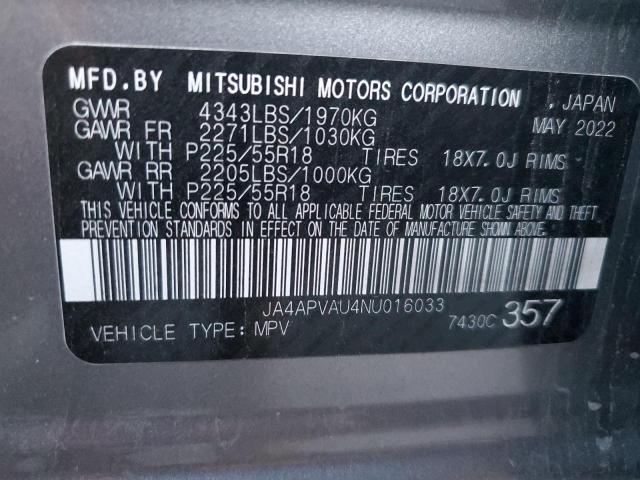 MFD. BY MITSUBISHI MOTORS CORPORATION , JAPAN
GVWR 4343LBS/1970KG MAY 2022
GAWR FR 2271LBS/1030KG
WITH P225/55R18 TIRES 18X7.0J RIMS
GAWR RR 2205LBS/1000KG
WITH P225/55R18 TIRES 18X7.0J RIMS
THIS VEHICLE CONFORMS TO ALL APPLICABLE FEDERAL MOTOR VEHICLE SAFETY AND THEFT
PREVENTION STANDARDS IN EFFECT ON THE DATE OF MANUFACTURE SHOWN ABOVE.
JA4APVAU4NU016033
VEHICLE TYPE: MPV 7430C 357